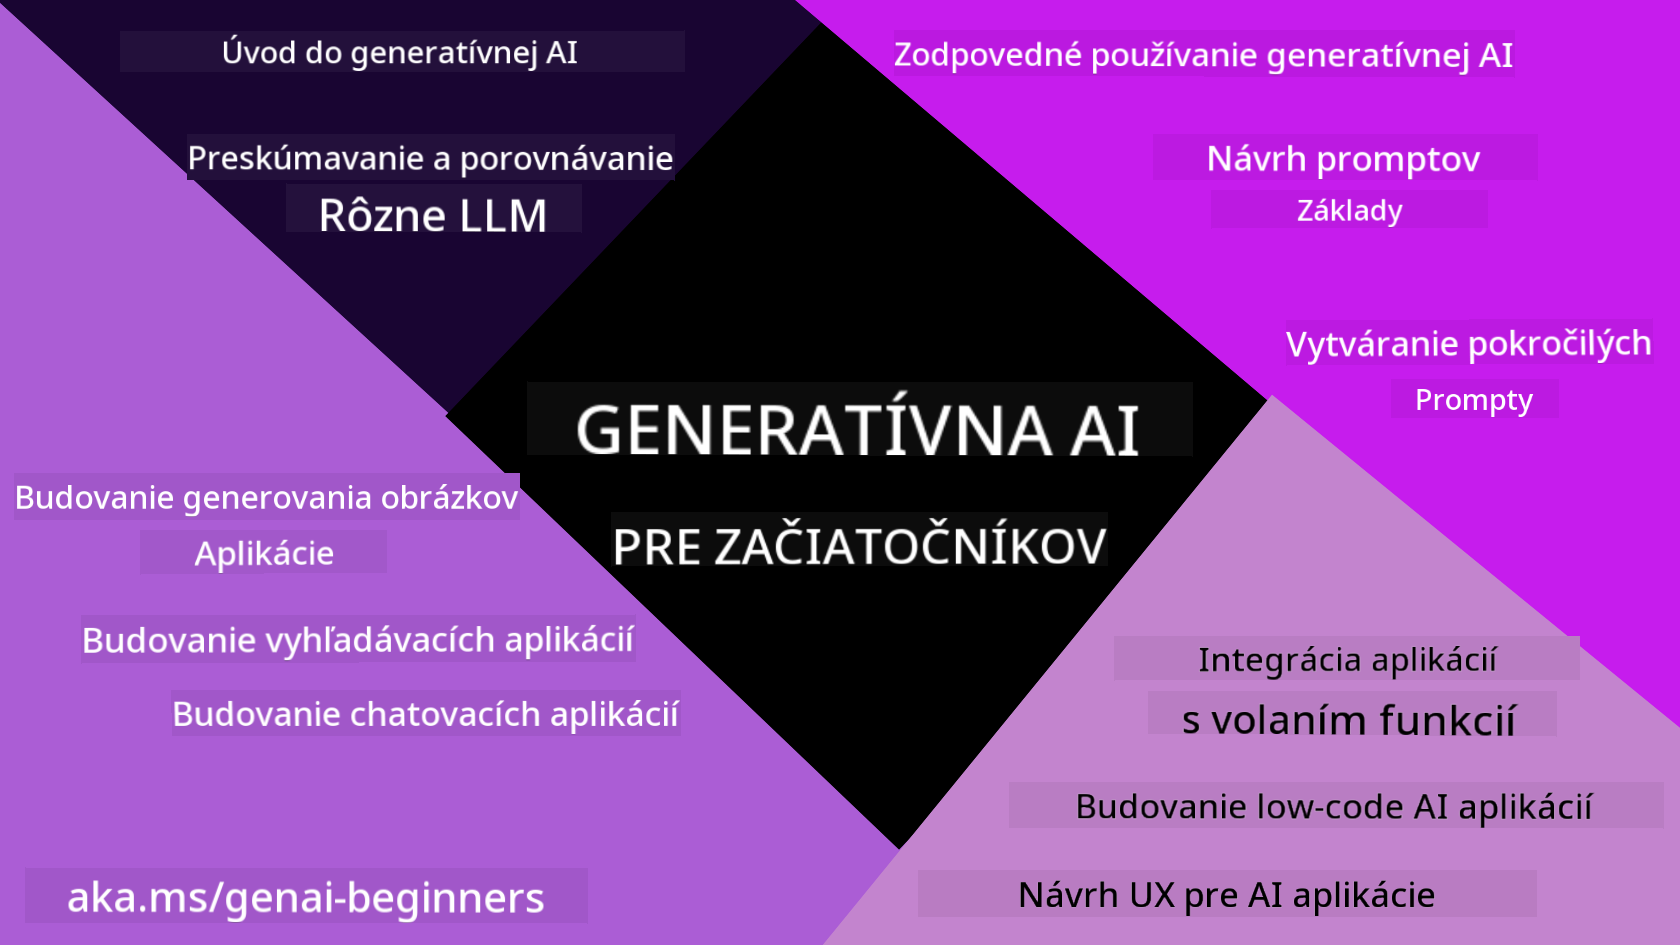 Úvod do generatívnej AI
Preskúmavanie a porovnávanie
Rôzne LLM
Zodpovedné používanie generatívnej AI
Návrh promptov
Základy
Vytváranie pokročilých
Prompty
GENERATÍVNA AI
PRE ZAČIATOČNÍKOV
Budovanie generovania obrázkov
Aplikácie
Budovanie vyhľadávacích aplikácií
Budovanie chatovacích aplikácií
Integrácia aplikácií
s volaním funkcií
Budovanie low-code AI aplikácií
Návrh UX pre AI aplikácie
aka.ms/genai-beginners